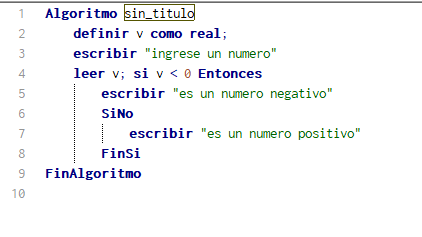 1 Algoritmo sin_titulo
2 definir v como real;
3 escribir "ingrese un numero"
4 leer v; si v < 0 Entonces
5 escribir "es un numero negativo"
6 SiNo
7 escribir "es un numero positivo"
8 FinSi
9 FinAlgoritmo
10